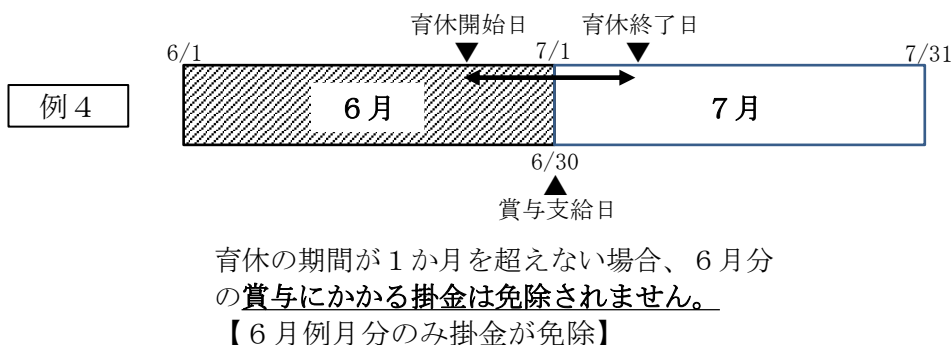 育休開始日 育休終了日
6/1 7/1 7/31
例４ ６月 ７月
6/30
賞与支給日
育休の期間が１か月を超えない場合、６月分
の賞与にかかる掛金は免除されません。
【６月例月分のみ掛金が免除】